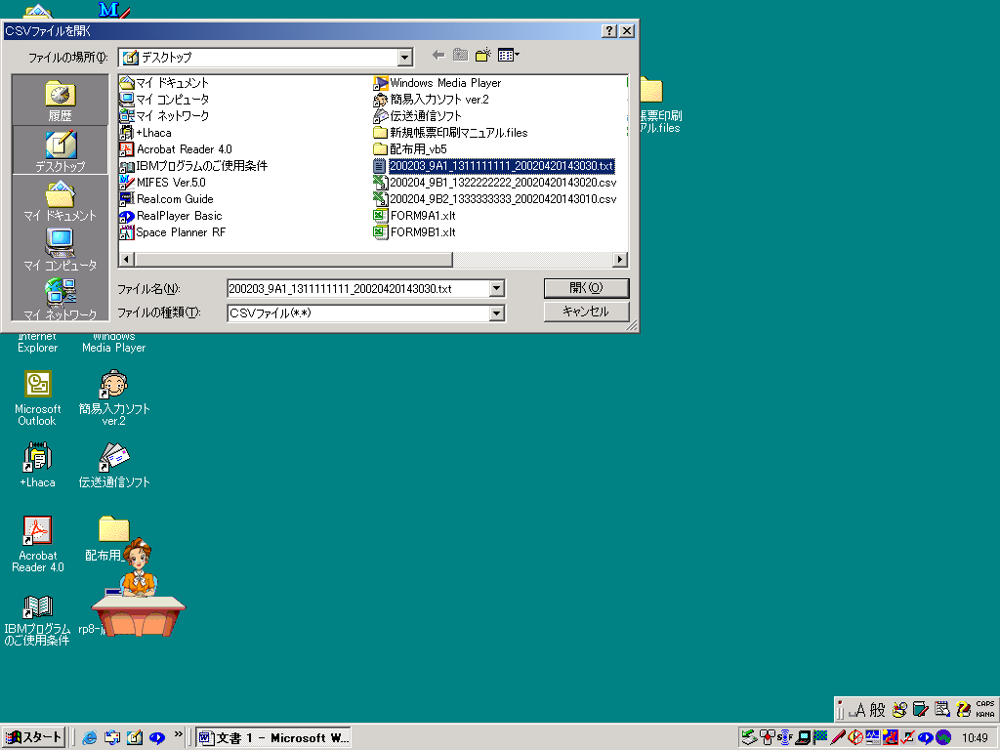 CSVファイルを開く
ファイルの場所(I):
デスクトップ
履歴
デスクトップ
マイ ドキュメント
マイ コンピュータ
マイ ネットワーク
マイ ドキュメント
マイ コンピュータ
マイ ネットワーク
+Lhaca
Acrobat Reader 4.0
IBMプログラムのご使用条件
MIFES Ver.5.0
Real.com Guide
RealPlayer Basic
Space Planner RF
Windows Media Player
簡易入力ソフト ver.2
伝送通信ソフト
新規帳票印刷マニュアル.files
配布用_vb5
200203_9A1_1311111111_20020420143030.txt
200204_9B1_1322222222_20020420143020.csv
200204_9B2_1333333333_20020420143010.csv
FORM9A1.xlt
FORM9B1.xlt
ファイル名(N):
200203_9A1_1311111111_20020420143030.txt
開く(O)
ファイルの種類(T):
CSVファイル(*.*)
キャンセル
帳票印刷
アル.files
Internet
Explorer
Windows
Media Player
Microsoft
Outlook
簡易入力ソフト
ver.2
+Lhaca
伝送通信ソフト
Acrobat
Reader 4.0
配布用_
IBMプログラム
のご使用条件
rp8-j
A 般
CAPS
KANA
スタート
文書 1 - Microsoft W...
10:49